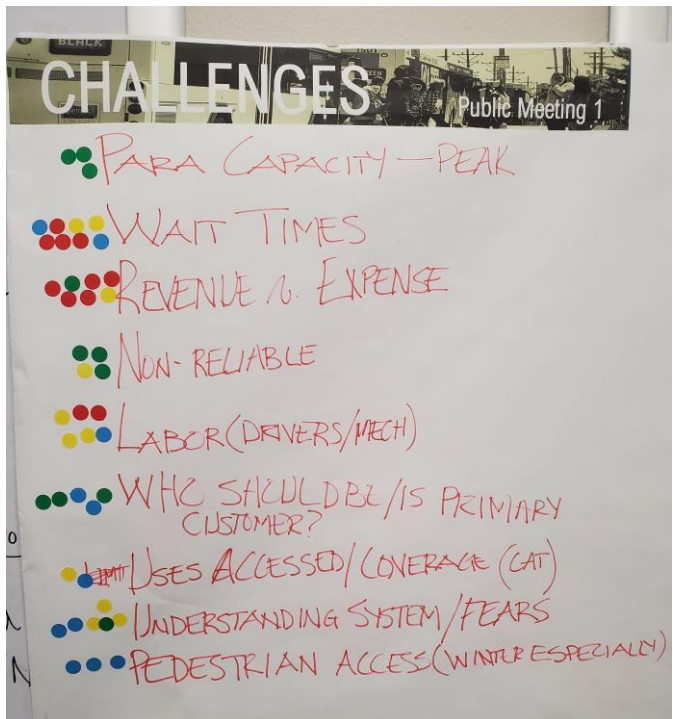 BLACK
CHALLENGES
Public Meeting 1
PARA CAPACITY — PEAK
WAIT TIMES
REVENUE v. EXPENSE
NON-RELIABLE
LABOR (DRIVERS/MECH)
WHO SHOULD BE/IS PRIMARY
CUSTOMER?
USES ACCESSED/COVERAGE (CAT)
UNDERSTANDING SYSTEM/FEARS
PEDESTRIAN ACCESS (WINTER ESPECIALLY)
N